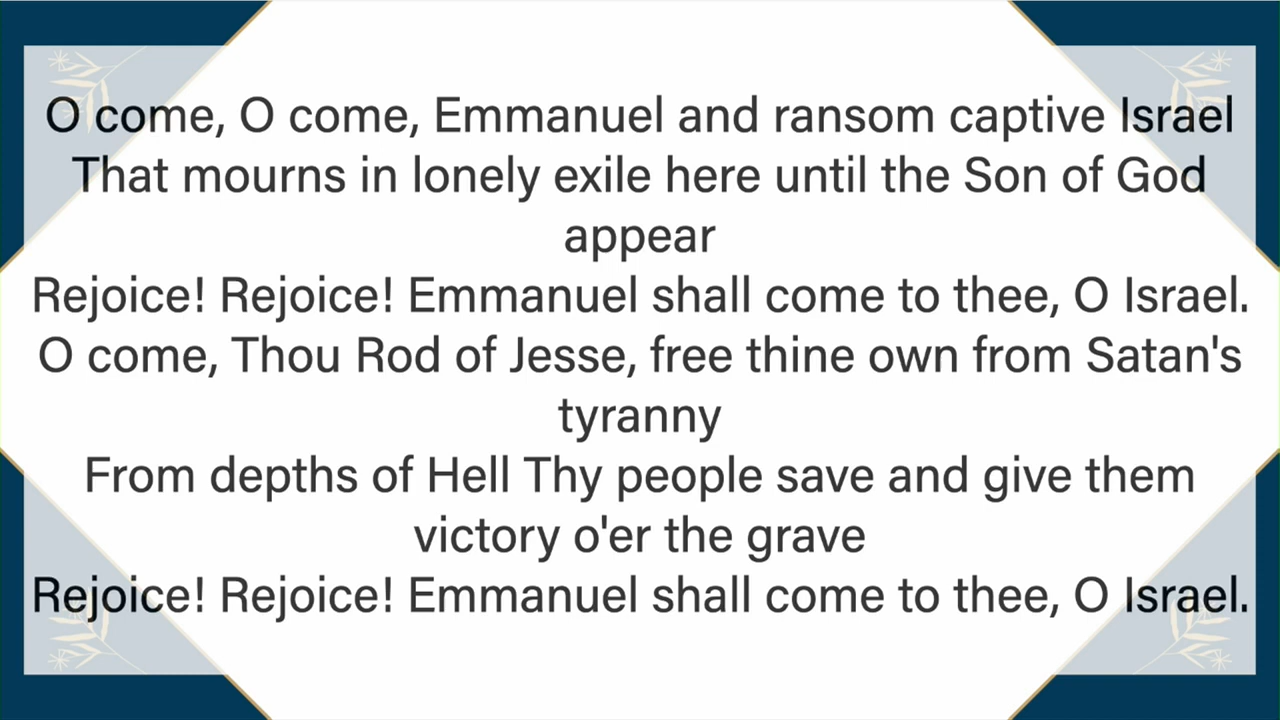 O come, O come, Emmanuel and ransom captive Israel
That mourns in lonely exile here until the Son of God
appear
Rejoice! Rejoice! Emmanuel shall come to thee, O Israel.
O come, Thou Rod of Jesse, free thine own from Satan's
tyranny
From depths of Hell Thy people save and give them
victory o'er the grave
Rejoice! Rejoice! Emmanuel shall come to thee, O Israel.